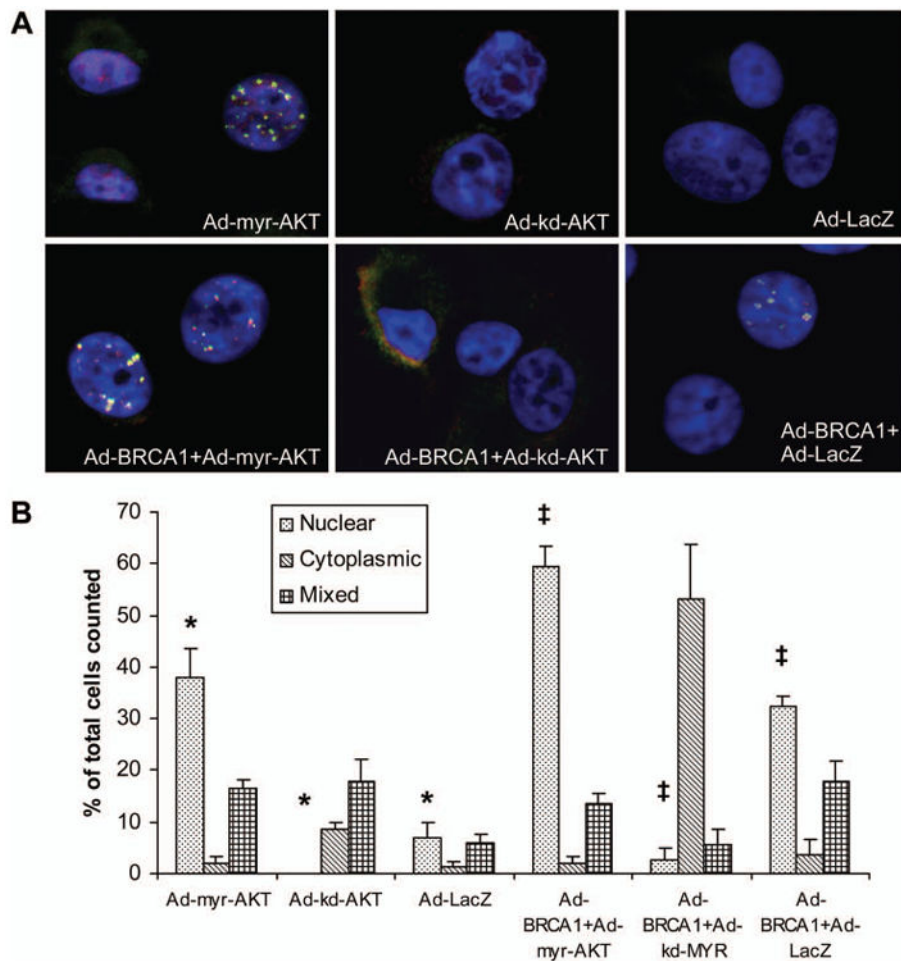 A
Ad-myr-AKT
Ad-kd-AKT
Ad-LacZ
Ad-BRCA1+Ad-myr-AKT
Ad-BRCA1+Ad-kd-AKT
Ad-BRCA1+
Ad-LacZ
B
% of total cells counted
70
60
50
40
30
20
10
0
Nuclear
Cytoplasmic
Mixed
*
*
*
‡
‡
‡
Ad-myr-AKT
Ad-kd-AKT
Ad-LacZ
Ad-
BRCA1+Ad-
myr-AKT
Ad-
BRCA1+Ad-
kd-MYR
Ad-
BRCA1+Ad-
LacZ